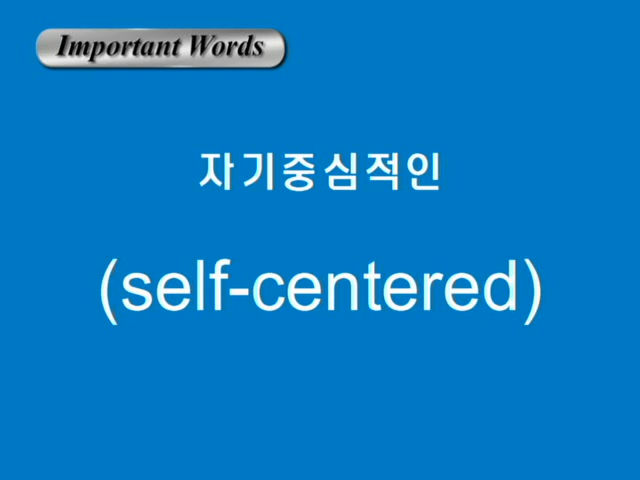 Important Words
자기중심적인
(self-centered)